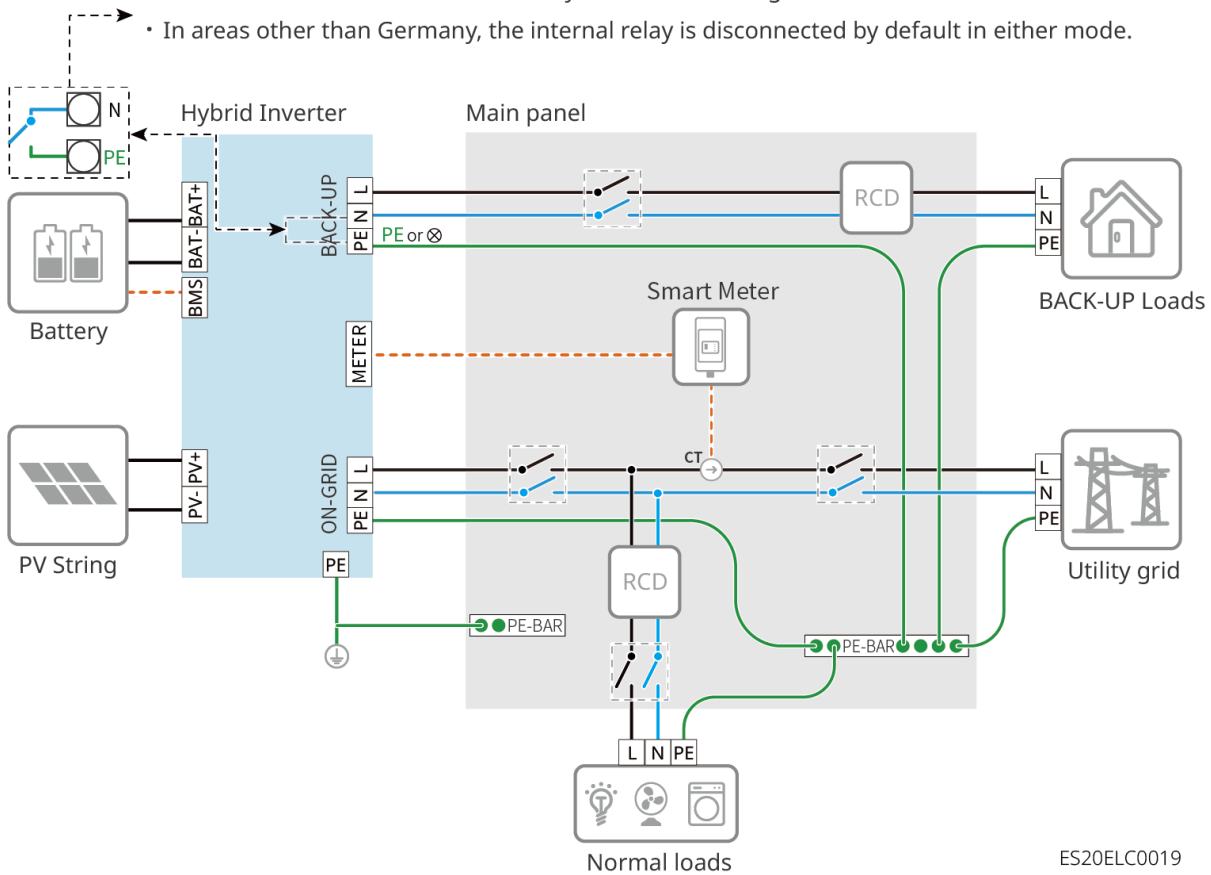 • In areas other than Germany, the internal relay is disconnected by default in either mode.
N
PE
Hybrid Inverter
Main panel
BACK-UP
L
N
PE
PE or ⊗
RCD
L
N
PE
BACK-UP Loads
BAT+
BAT-
BMS
Battery
METER
Smart Meter
PV+
PV-
PV String
ON-GRID
L
N
PE
CT
L
N
PE
Utility grid
PE
RCD
PE-BAR
PE-BAR
L N PE
Normal loads
ES20ELC0019